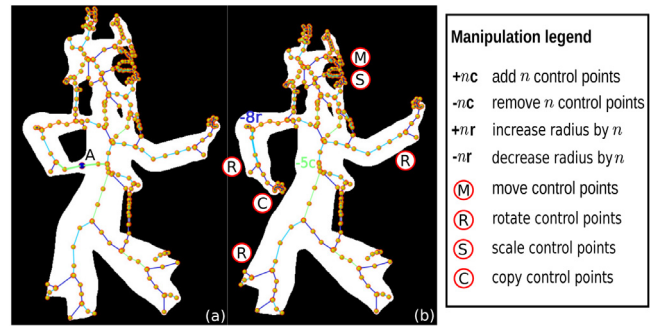 A
(a)
M
S
-8r
R
R
-5c
C
R
(b)
Manipulation legend
+nc add n control points
-nc remove n control points
+nr increase radius by n
-nr decrease radius by n
M move control points
R rotate control points
S scale control points
C copy control points